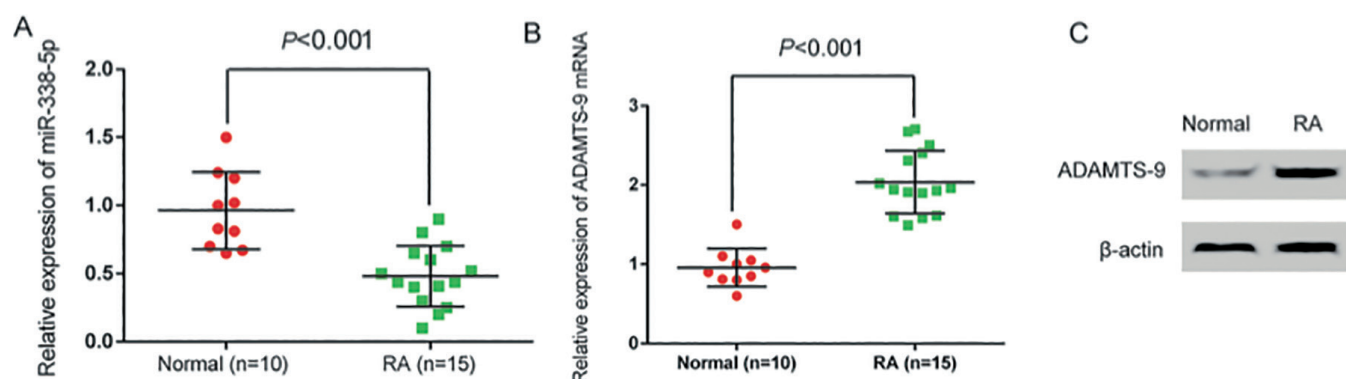 A
P<0.001
Relative expression of miR-338-5p
2.0
1.5
1.0
0.5
0.0
Normal (n=10)
RA (n=15)
B
P<0.001
Relative expression of ADAMTS-9 mRNA
3
2
1
0
Normal (n=10)
RA (n=15)
C
Normal
RA
ADAMTS-9
β-actin